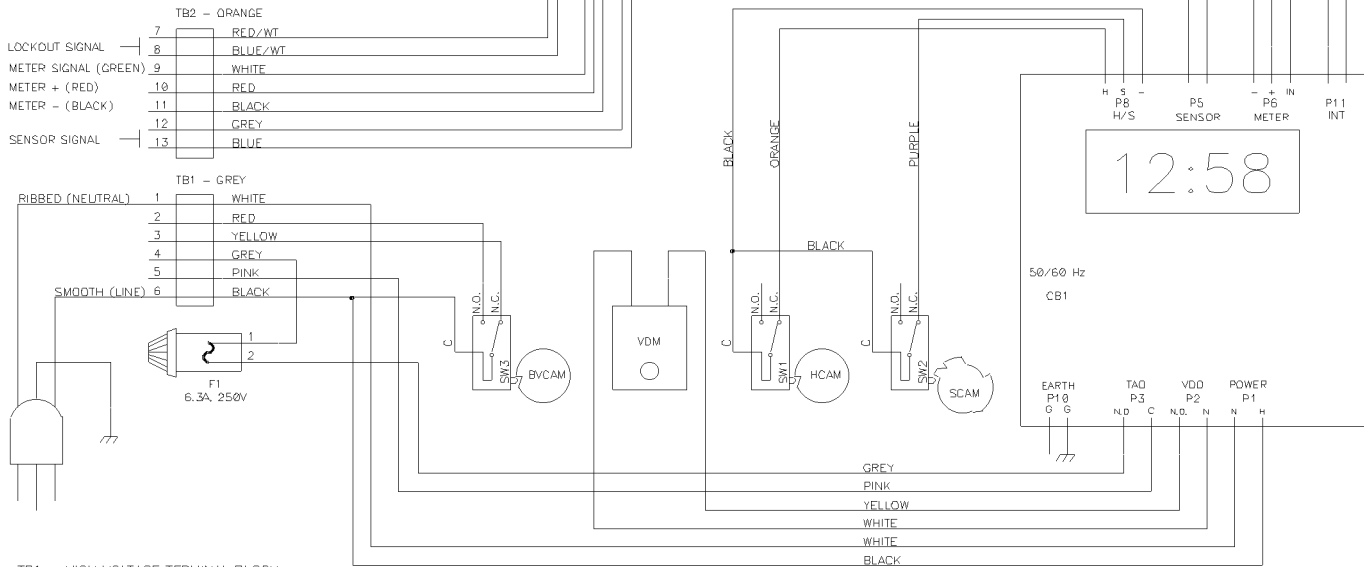 TB2 - ORANGE
7 RED/WT
LOCKOUT SIGNAL
8 BLUE/WT
METER SIGNAL (GREEN) 9 WHITE
METER + (RED) 10 RED
METER - (BLACK) 11 BLACK
12 GREY
SENSOR SIGNAL
13 BLUE
TB1 - GREY
RIBBED (NEUTRAL) 1 WHITE
2 RED
3 YELLOW
4 GREY
5 PINK
SMOOTH (LINE) 6 BLACK
1
2
F1
6.3A, 250V
N.O.
N.C.
C
SW3
BVCAM
VDM
BLACK
ORANGE
PURPLE
BLACK
N.O.
N.C.
C
SW1
HCAM
N.O.
N.C.
C
SW2
SCAM
H S -
P8
H/S
P5
SENSOR
- + IN
P6
METER
P11
INT
12:58
50/60 Hz
CB1
EARTH
P10
G G
TAO
P3
N.O C
VDO
P2
N.O. N
POWER
P1
N H
GREY
PINK
YELLOW
WHITE
WHITE
BLACK